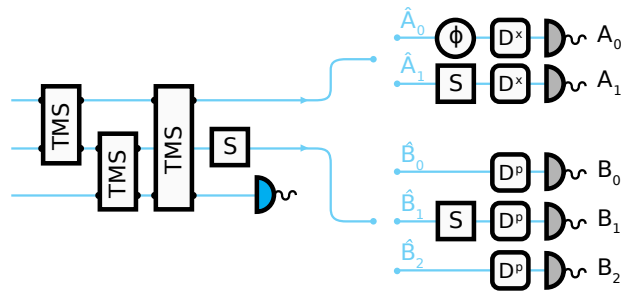 Â₀ ϕ Dˣ A₀
Â₁ S Dˣ A₁
TMS TMS TMS S
B̂₀ Dᵖ B₀
B̂₁ S Dᵖ B₁
B̂₂ Dᵖ B₂